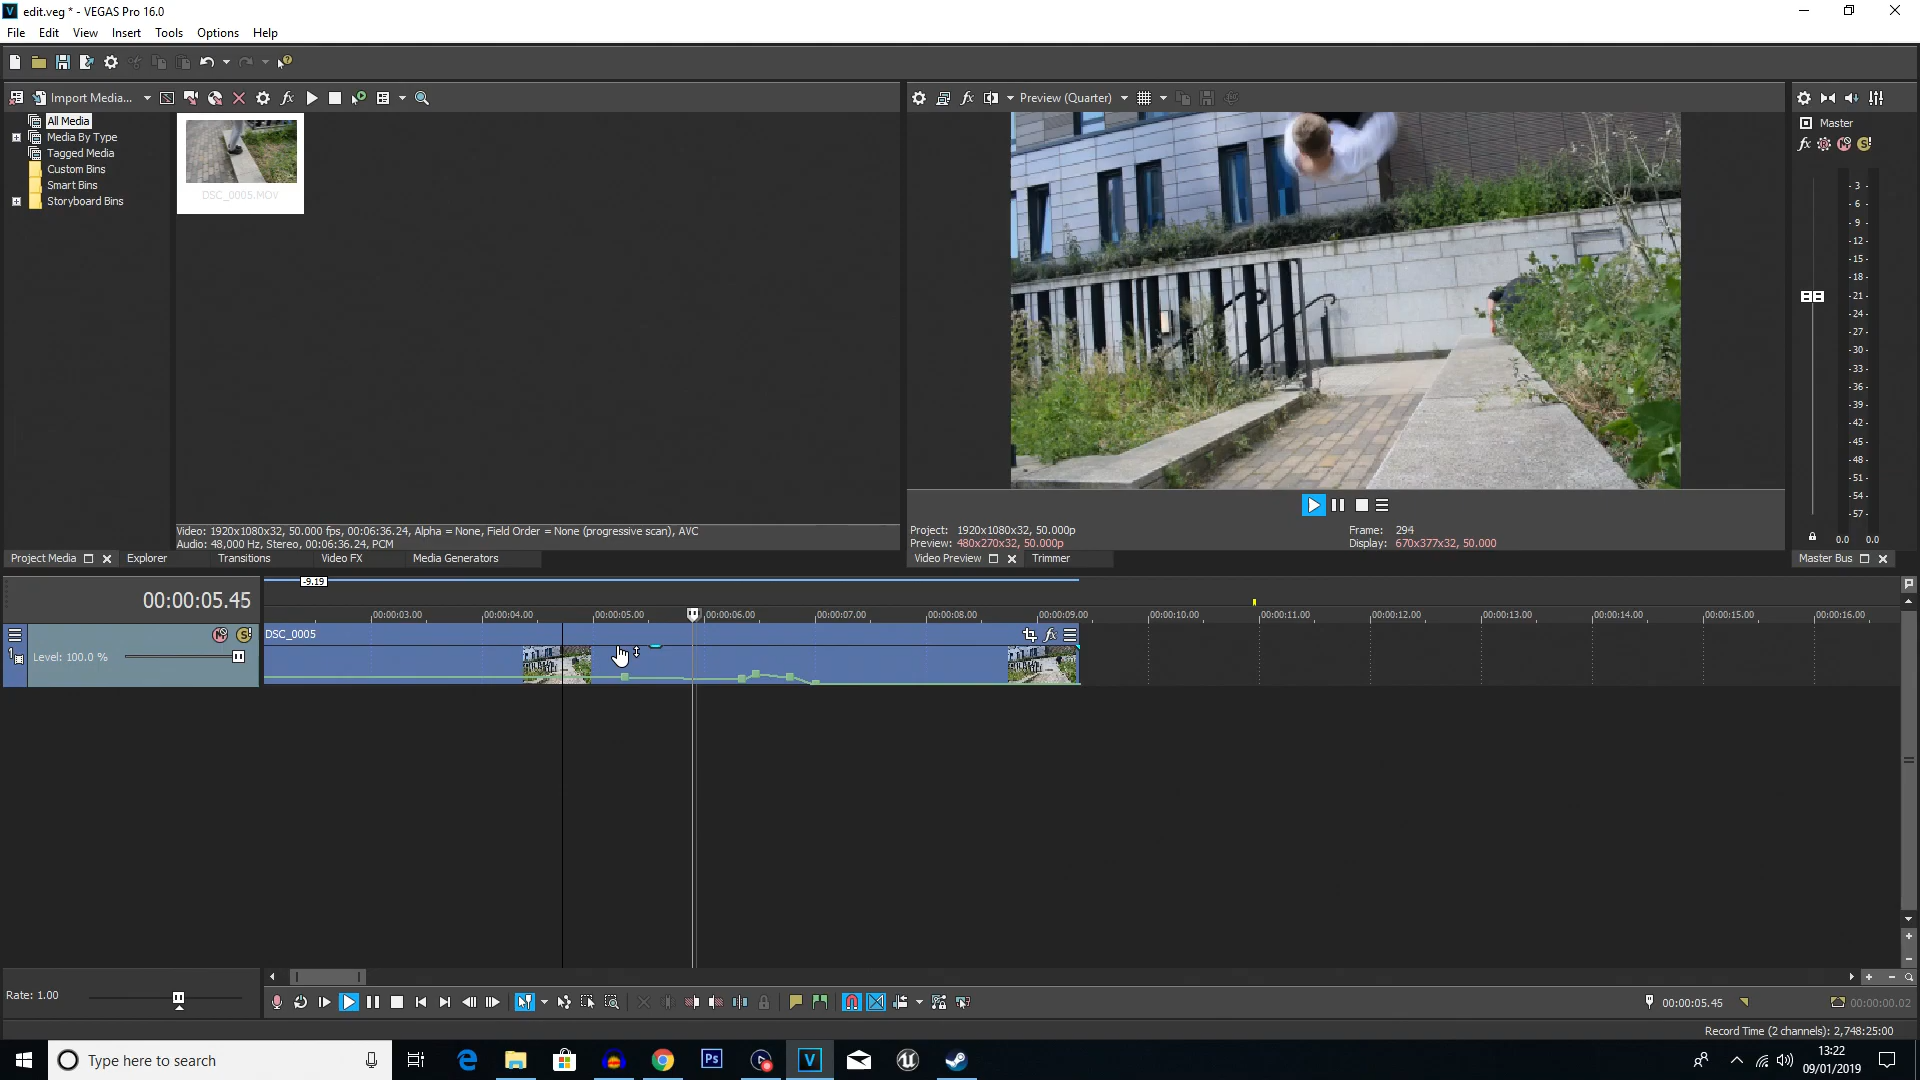 edit.veg * - VEGAS Pro 16.0
File Edit View Insert Tools Options Help
Import Media...
Preview (Quarter)
All Media
Media By Type
Tagged Media
Custom Bins
Smart Bins
Storyboard Bins
DSC_0005.MOV
Master
- 3 -
- 6 -
- 9 -
-12-
-15-
-18-
-21-
-24-
-27-
-30-
-33-
-36-
-39-
-42-
-45-
-48-
-51-
-54-
-57-
0.0 0.0
Video: 1920x1080x32, 50.000 fps, 00:06:36.24, Alpha = None, Field Order = None (progressive scan), AVC
Audio: 48,000 Hz, Stereo, 00:06:36.24, PCM
Project: 1920x1080x32, 50.000p
Preview: 480x270x32, 50.000p
Frame: 294
Display: 670x377x32, 50.000
Project Media Explorer Transitions Video FX Media Generators
Video Preview Trimmer
Master Bus
-9.19
00:00:05.45
00:00:03.00 00:00:04.00 00:00:05.00 00:00:06.00 00:00:07.00 00:00:08.00 00:00:09.00 00:00:10.00 00:00:11.00 00:00:12.00 00:00:13.00 00:00:14.00 00:00:15.00 00:00:16.00
1
Level: 100.0 %
DSC_0005
Rate: 1.00
00:00:05.45
00:00:00.02
Record Time (2 channels): 2,748:25:00
Type here to search
13:22
09/01/2019